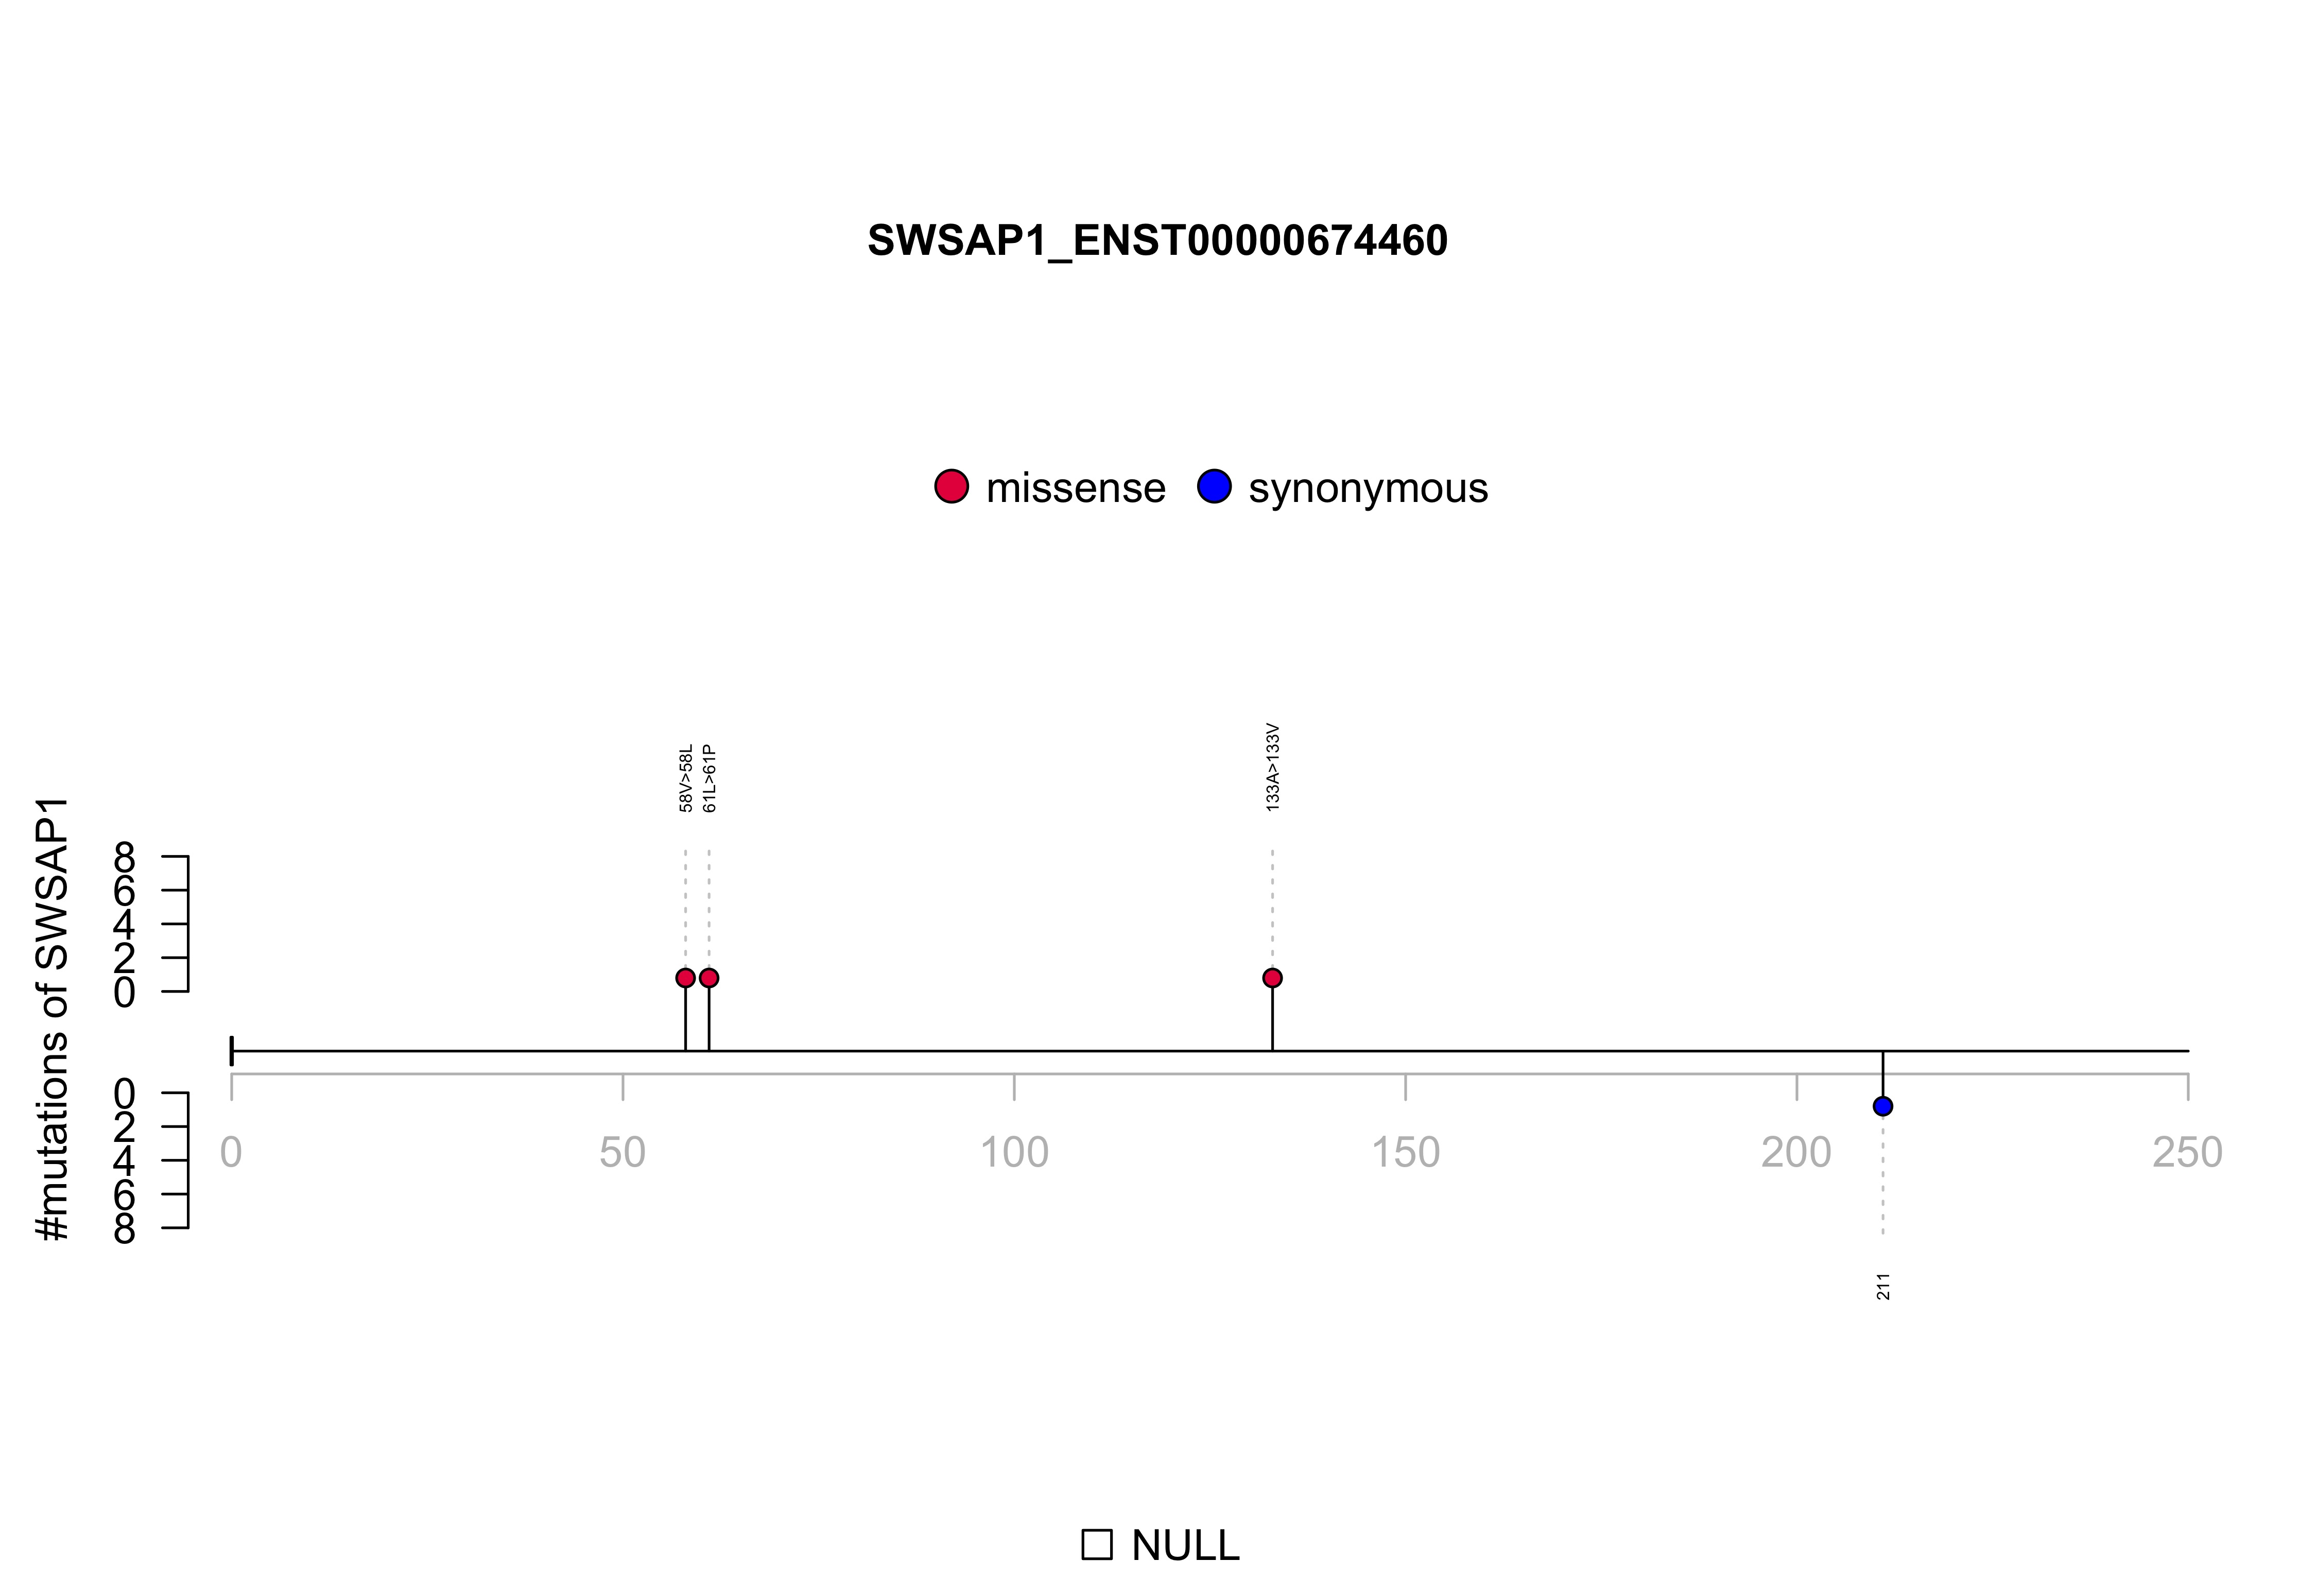 SWSAP1_ENST00000674460
missense synonymous
58V>58L 61L>61P 133A>133V
#mutations of SWSAP1
8
6
4
2
0
0
2
4
6
8
0 50 100 150 200 250
211
NULL